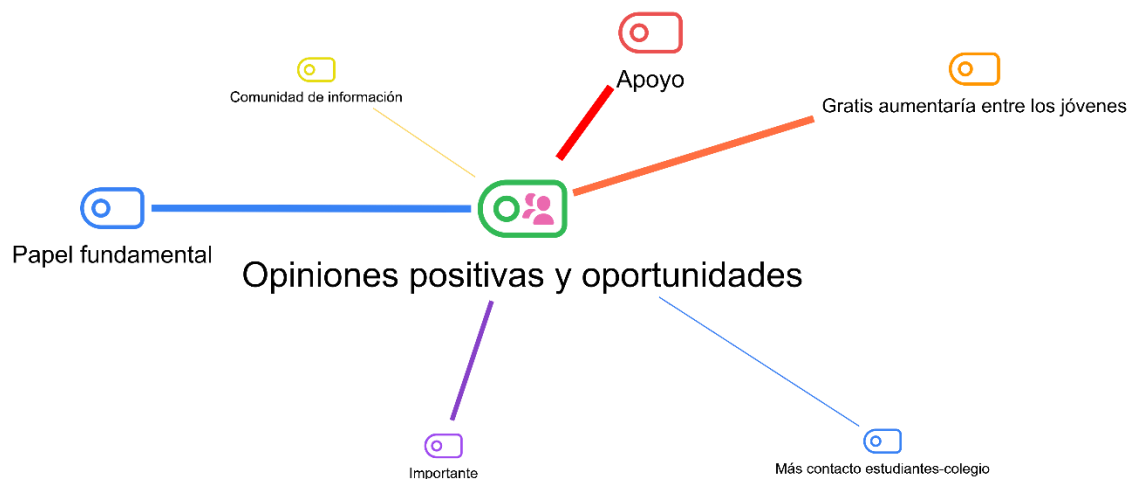 Apoyo
Comunidad de información
Gratis aumentaría entre los jóvenes
Papel fundamental
Opiniones positivas y oportunidades
Importante
Más contacto estudiantes-colegio